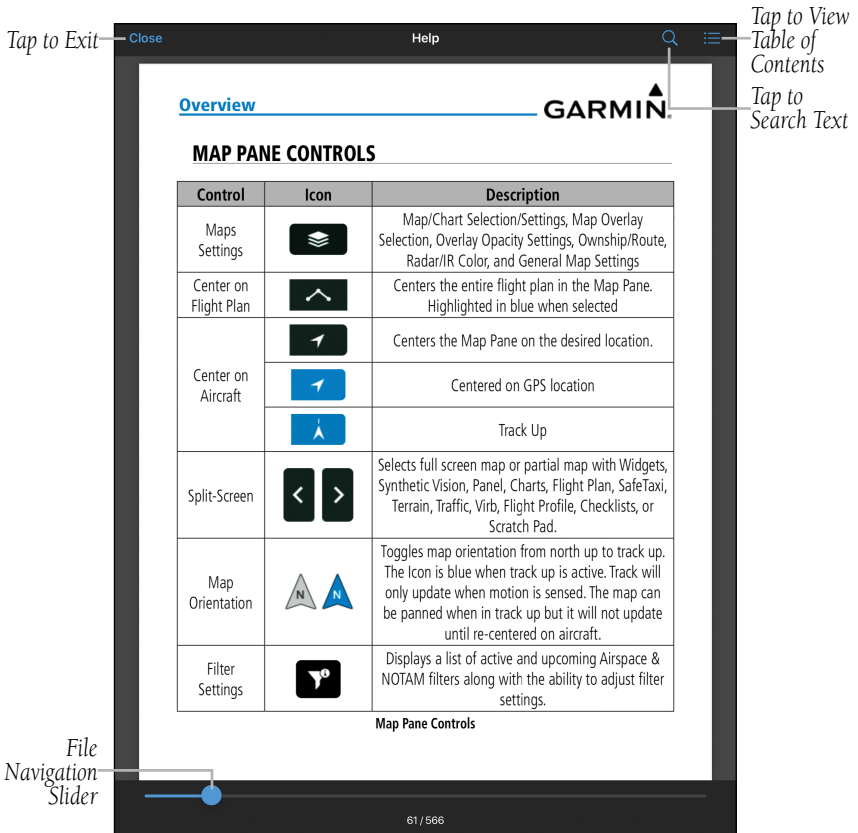 Tap to Exit
Close
Help
Tap to View
Table of
Contents
Tap to
Search Text
Overview
GARMIN.
MAP PANE CONTROLS
Control Icon Description
Maps
Settings
Map/Chart Selection/Settings, Map Overlay
Selection, Overlay Opacity Settings, Ownship/Route,
Radar/IR Color, and General Map Settings
Center on
Flight Plan
Centers the entire flight plan in the Map Pane.
Highlighted in blue when selected
Center on
Aircraft
Centers the Map Pane on the desired location.
Centered on GPS location
Track Up
Split-Screen
Selects full screen map or partial map with Widgets,
Synthetic Vision, Panel, Charts, Flight Plan, SafeTaxi,
Terrain, Traffic, Virb, Flight Profile, Checklists, or
Scratch Pad.
Map
Orientation
N N
Toggles map orientation from north up to track up.
The Icon is blue when track up is active. Track will
only update when motion is sensed. The map can
be panned when in track up but it will not update
until re-centered on aircraft.
Filter
Settings
Displays a list of active and upcoming Airspace &
NOTAM filters along with the ability to adjust filter
settings.
Map Pane Controls
File
Navigation
Slider
61 / 566